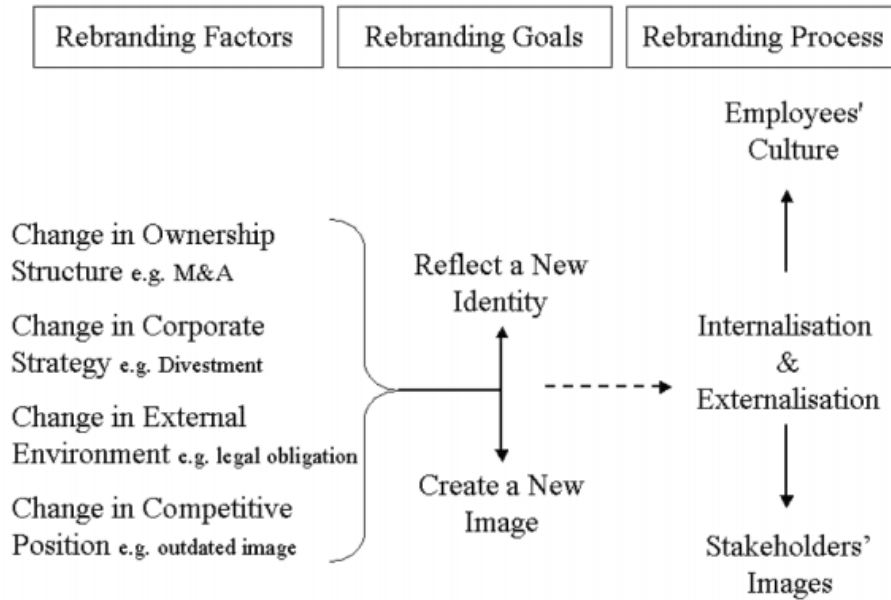 Rebranding Factors
Rebranding Goals
Rebranding Process
Change in Ownership
Structure e.g. M&A
Change in Corporate
Strategy e.g. Divestment
Change in External
Environment e.g. legal obligation
Change in Competitive
Position e.g. outdated image
Reflect a New
Identity
Create a New
Image
Employees'
Culture
Internalisation
&
Externalisation
Stakeholders’
Images